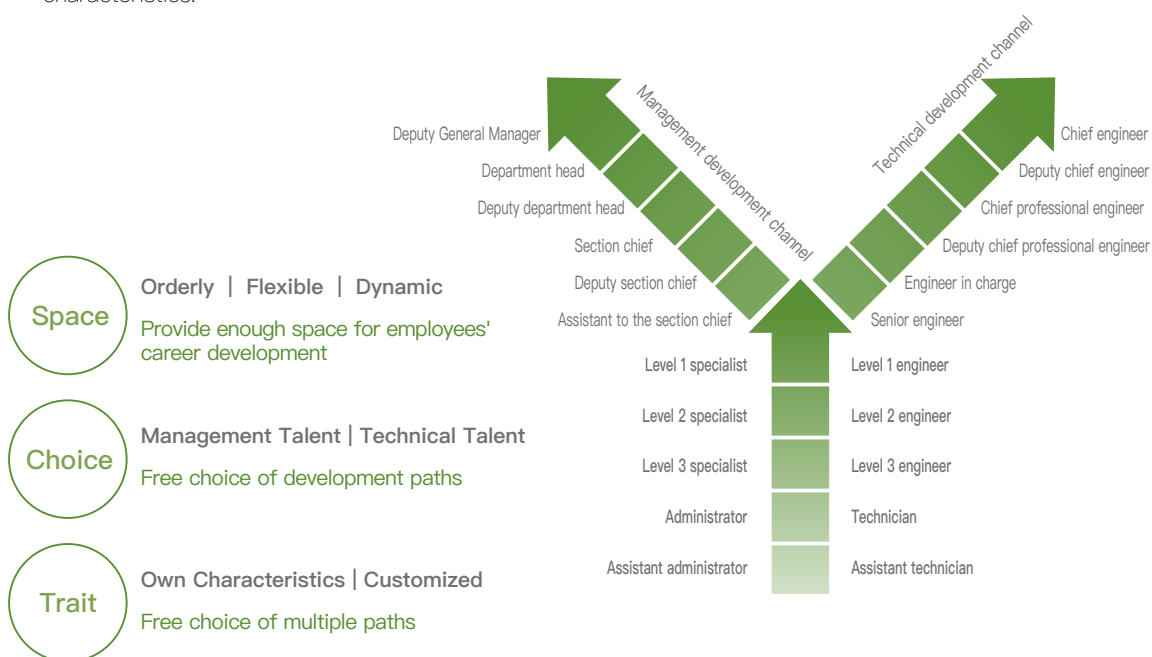 characteristics.
Management development channel
Technical development channel
Deputy General Manager
Department head
Deputy department head
Section chief
Deputy section chief
Assistant to the section chief
Chief engineer
Deputy chief engineer
Chief professional engineer
Deputy chief professional engineer
Engineer in charge
Senior engineer
Level 1 specialist
Level 1 engineer
Level 2 specialist
Level 2 engineer
Level 3 specialist
Level 3 engineer
Administrator
Technician
Assistant administrator
Assistant technician
Space
Orderly | Flexible | Dynamic
Provide enough space for employees'
career development
Choice
Management Talent | Technical Talent
Free choice of development paths
Trait
Own Characteristics | Customized
Free choice of multiple paths